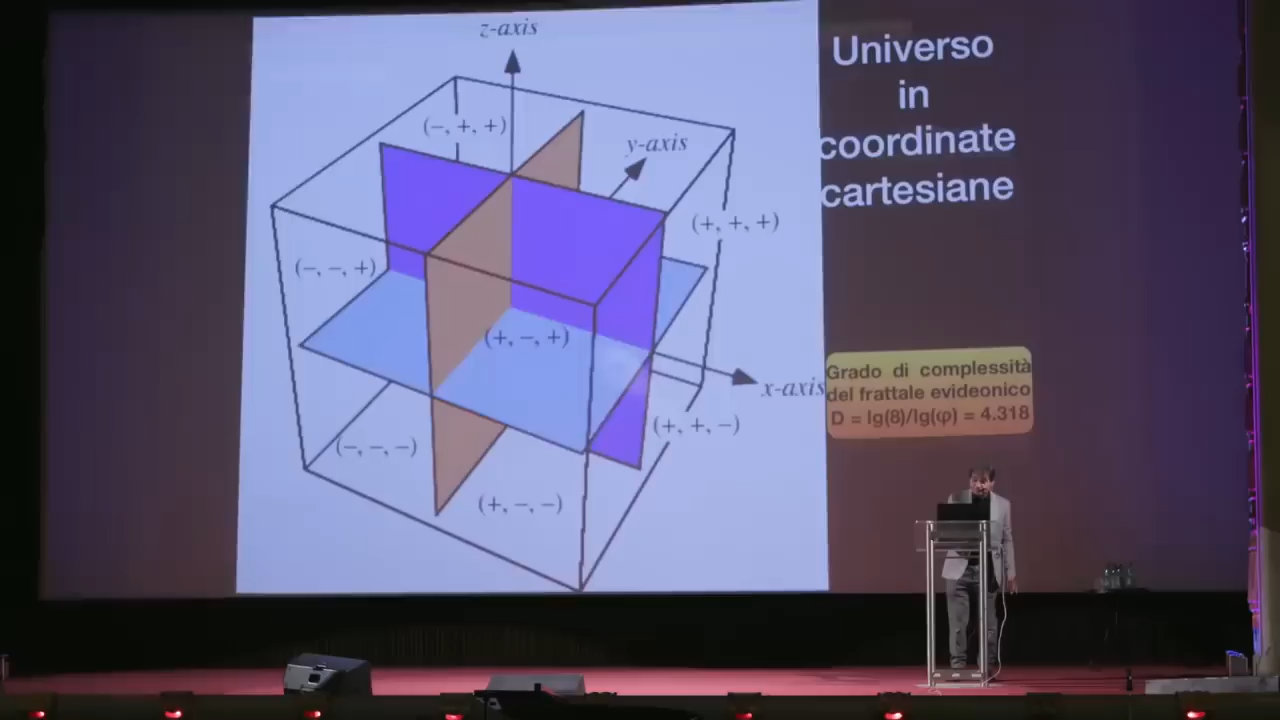 z-axis
(−, +, +)
y-axis
(+, +, +)
(−, −, +)
(+, −, +)
x-axis
(+, +, −)
(−, −, −)
(+, −, −)
Universo
in
coordinate
cartesiane
Grado di complessità
del frattale evideonico
D = lg(8)/lg(φ) = 4.318